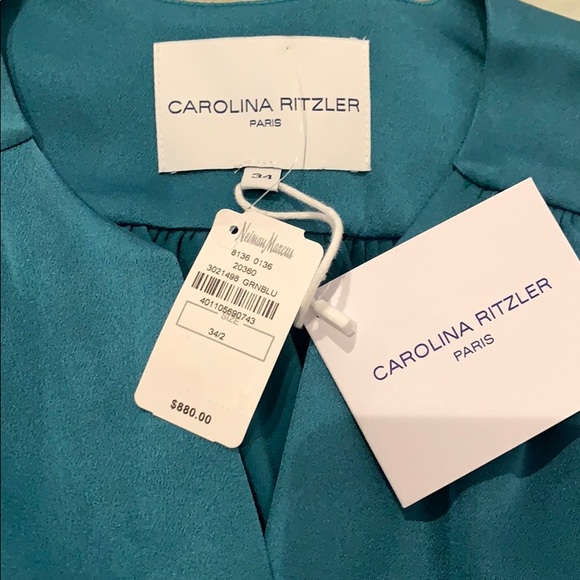 CAROLINA RITZLER
PARIS
34
Neiman Marcus
8136 0136
20360
3021498 GRNBLU
401105690743
SIZE
34/2
$880.00
CAROLINA RITZLER
PARIS